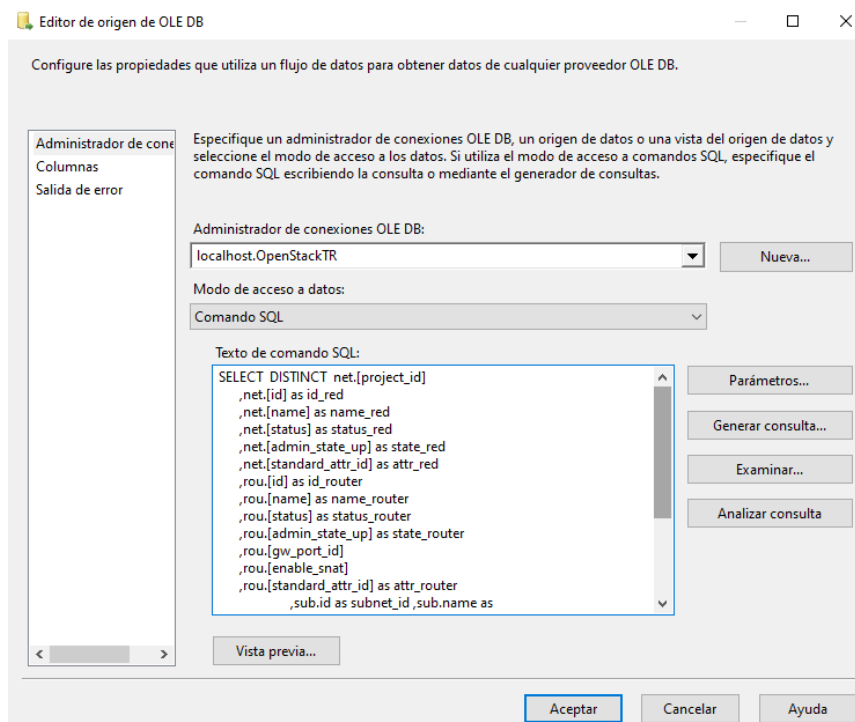 Editor de origen de OLE DB
Configure las propiedades que utiliza un flujo de datos para obtener datos de cualquier proveedor OLE DB.
Administrador de cone
Columnas
Salida de error
Especifique un administrador de conexiones OLE DB, un origen de datos o una vista del origen de datos y
seleccione el modo de acceso a los datos. Si utiliza el modo de acceso a comandos SQL, especifique el
comando SQL escribiendo la consulta o mediante el generador de consultas.
Administrador de conexiones OLE DB:
localhost.OpenStackTR
Nueva...
Modo de acceso a datos:
Comando SQL
Texto de comando SQL:
SELECT DISTINCT net.[project_id]
,net.[id] as id_red
,net.[name] as name_red
,net.[status] as status_red
,net.[admin_state_up] as state_red
,net.[standard_attr_id] as attr_red
,rou.[id] as id_router
,rou.[name] as name_router
,rou.[status] as status_router
,rou.[admin_state_up] as state_router
,rou.[gw_port_id]
,rou.[enable_snat]
,rou.[standard_attr_id] as attr_router
,sub.id as subnet_id ,sub.name as
Parámetros...
Generar consulta...
Examinar...
Analizar consulta
Vista previa...
Aceptar
Cancelar
Ayuda